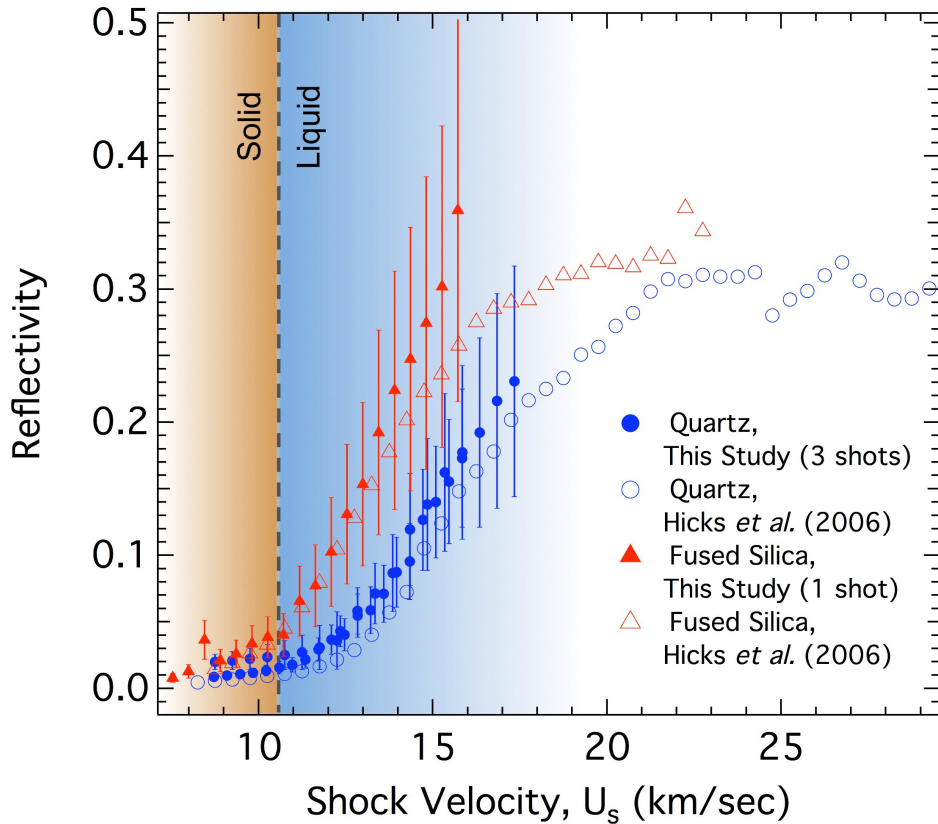 0.5
0.4
0.3
0.2
0.1
0.0
Reflectivity
Solid
Liquid
Quartz,
This Study (3 shots)
Quartz,
Hicks et al. (2006)
Fused Silica,
This Study (1 shot)
Fused Silica,
Hicks et al. (2006)
10 15 20 25
Shock Velocity, Us (km/sec)